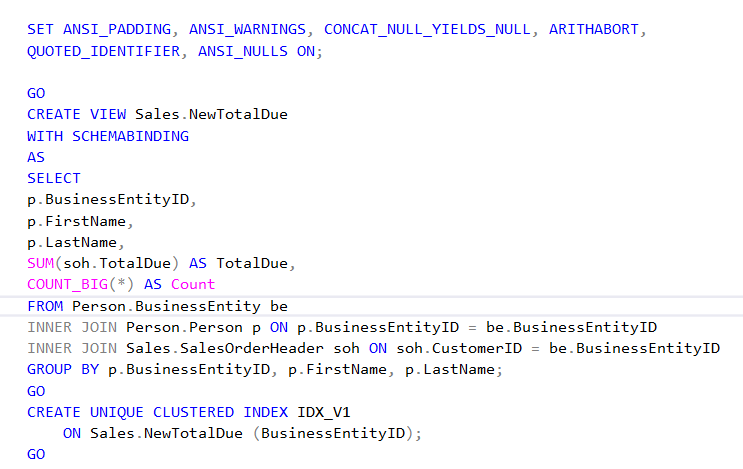 SET ANSI_PADDING, ANSI_WARNINGS, CONCAT_NULL_YIELDS_NULL, ARITHABORT,
QUOTED_IDENTIFIER, ANSI_NULLS ON;
GO
CREATE VIEW Sales.NewTotalDue
WITH SCHEMABINDING
AS
SELECT
p.BusinessEntityID,
p.FirstName,
p.LastName,
SUM(soh.TotalDue) AS TotalDue,
COUNT_BIG(*) AS Count
FROM Person.BusinessEntity be
INNER JOIN Person.Person p ON p.BusinessEntityID = be.BusinessEntityID
INNER JOIN Sales.SalesOrderHeader soh ON soh.CustomerID = be.BusinessEntityID
GROUP BY p.BusinessEntityID, p.FirstName, p.LastName;
GO
CREATE UNIQUE CLUSTERED INDEX IDX_V1
    ON Sales.NewTotalDue (BusinessEntityID);
GO